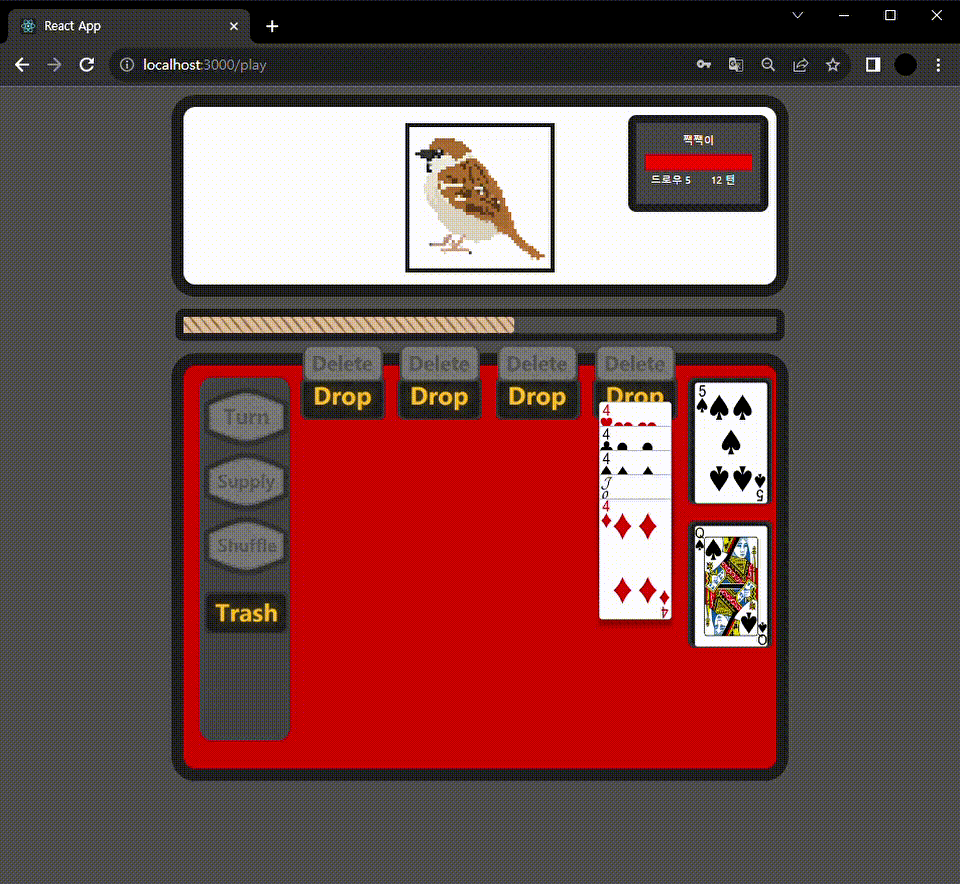 React App
localhost:3000/play
짹짹이
드로우 5 12 턴
Delete Delete Delete Delete
Drop Drop Drop Drop
Turn
Supply
Shuffle
Trash
4
4
4
J
4
4
5
5
Q
Q